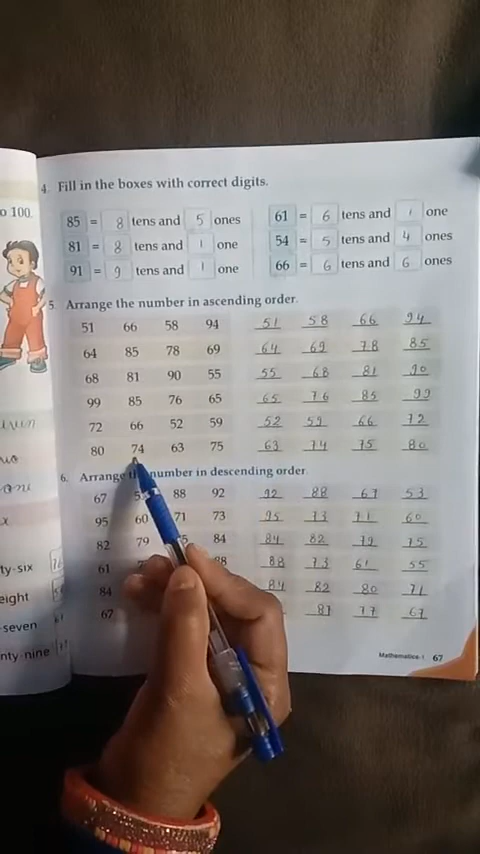 4. Fill in the boxes with correct digits.
o 100.
85 = 8 tens and 5 ones
61 = 6 tens and 1 one
81 = 8 tens and 1 one
54 = 5 tens and 4 ones
91 = 9 tens and 1 one
66 = 6 tens and 6 ones
5. Arrange the number in ascending order.
51 66 58 94 51 58 66 94
64 85 78 69 64 69 78 85
68 81 90 55 55 68 81 90
99 85 76 65 65 76 85 99
72 66 52 59 52 59 66 72
80 74 63 75 63 74 75 80
6. Arrange number in descending order
67 88 92 92 88 67 53
95 60 71 73 95 73 71 60
82 79 84 84 82 79 75
61 88 73 61 55
84 84 82 80 71
67 87 77 67
ty-six
eight
-seven
nty-nine
Mathematics-1 67